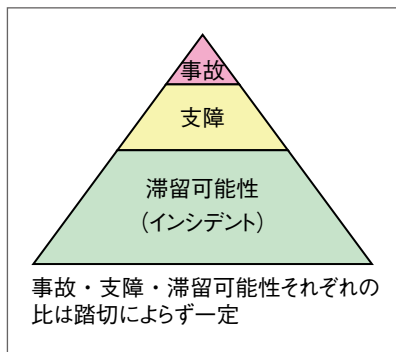 事故
支障
滞留可能性
（インシデント）
事故・支障・滞留可能性それぞれの
比は踏切によらず一定